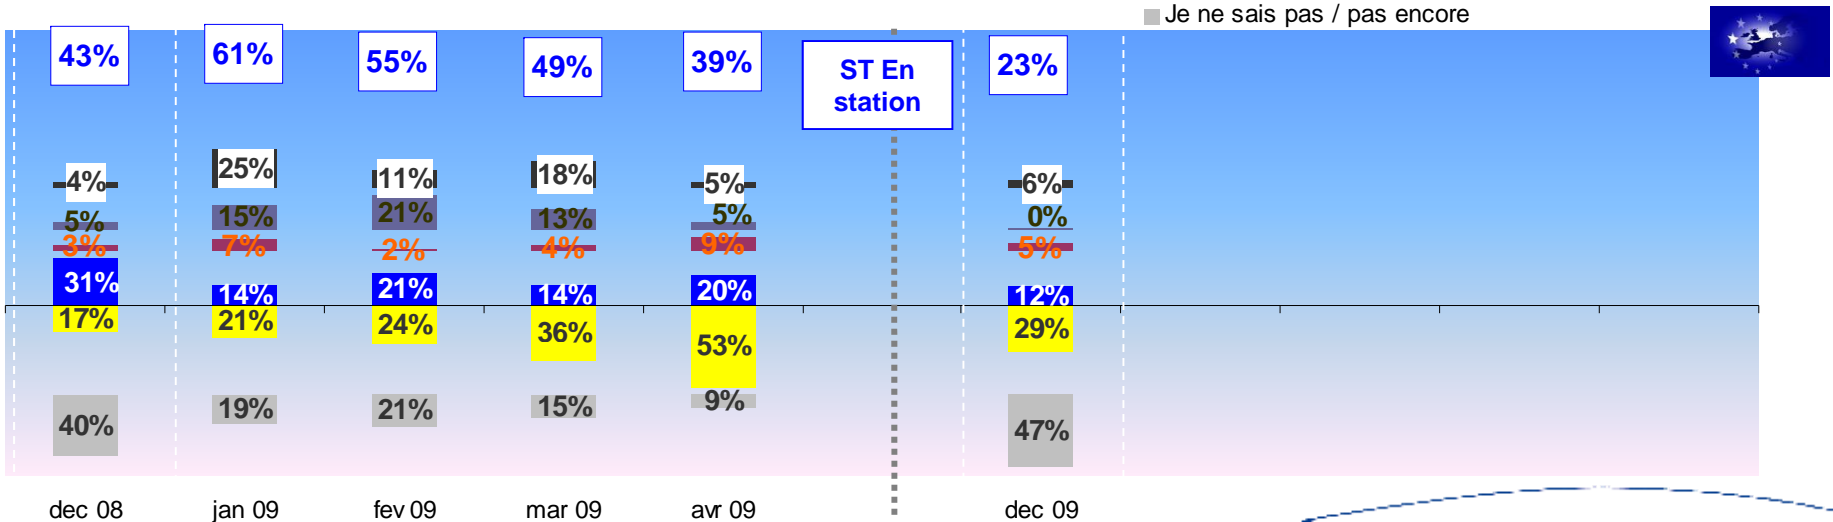 Je ne sais pas / pas encore
43% 61% 55% 49% 39% 23%
ST En
station
4% 25% 11% 18% 5% 6%
5% 15% 21% 13% 5% 0%
3% 7% 2% 4% 9% 5%
31% 14% 21% 14% 20% 12%
17% 21% 24% 36% 53% 29%
40% 19% 21% 15% 9% 47%
dec 08 jan 09 fev 09 mar 09 avr 09 dec 09